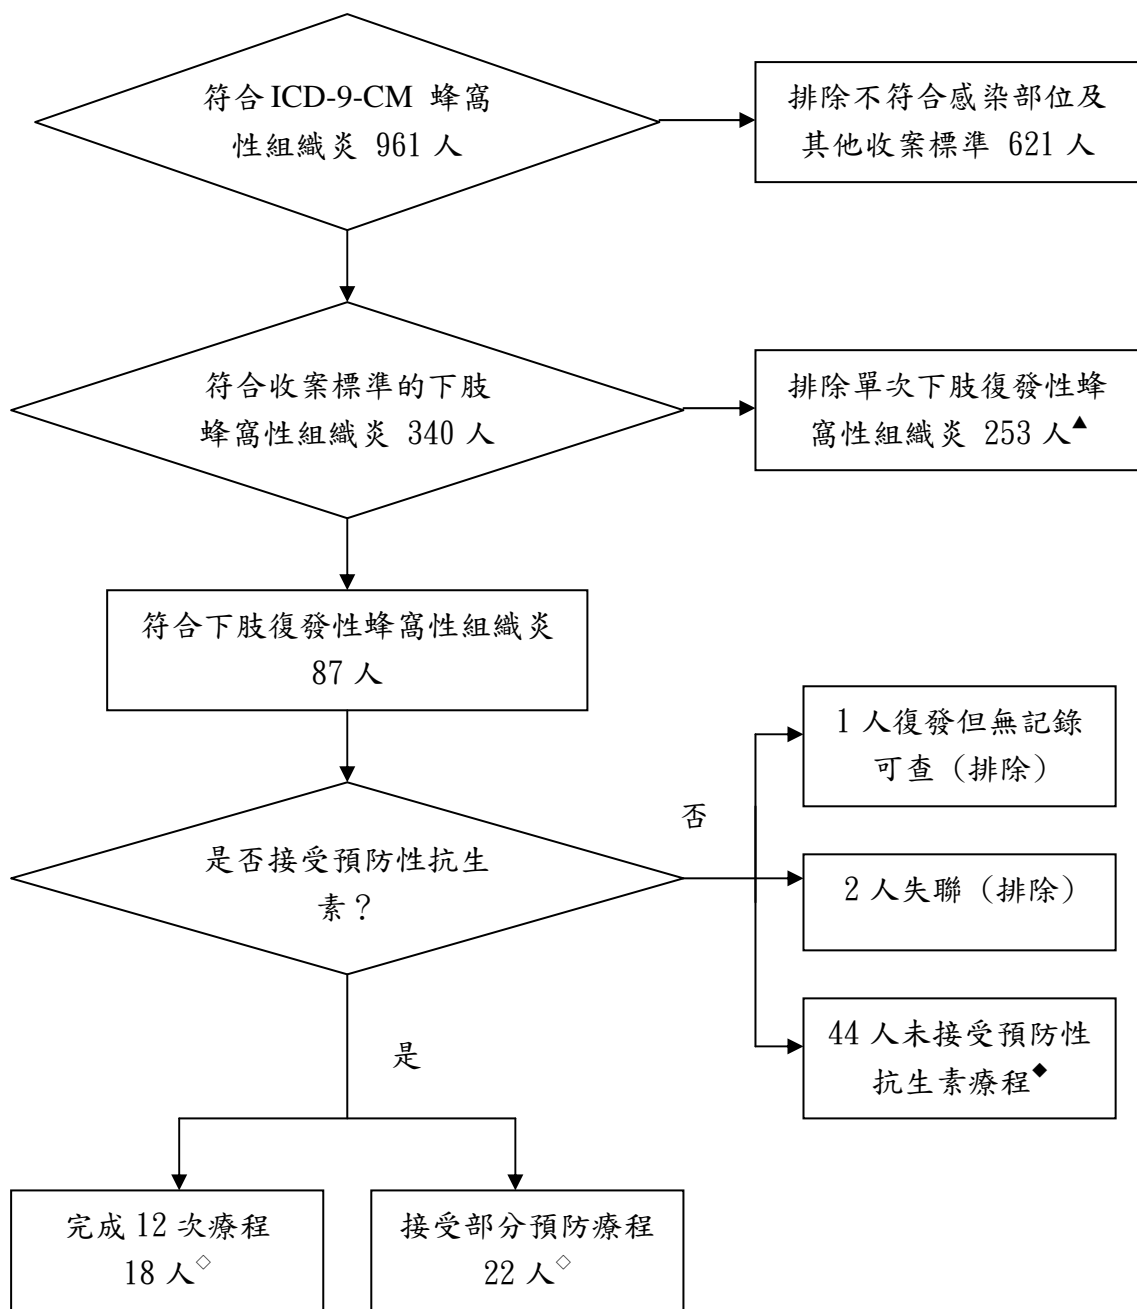 符合 ICD-9-CM 蜂窩
性組織炎 961 人
排除不符合感染部位及
其他收案標準 621 人
符合收案標準的下肢
蜂窩性組織炎 340 人
排除單次下肢復發性蜂
窩性組織炎 253 人▲
符合下肢復發性蜂窩性組織炎
87 人
1 人復發但無記錄
可查（排除）
否
是否接受預防性抗生
素？
2 人失聯（排除）
44 人未接受預防性
抗生素療程◆
是
完成 12 次療程
18 人◇
接受部分預防療程
22 人◇